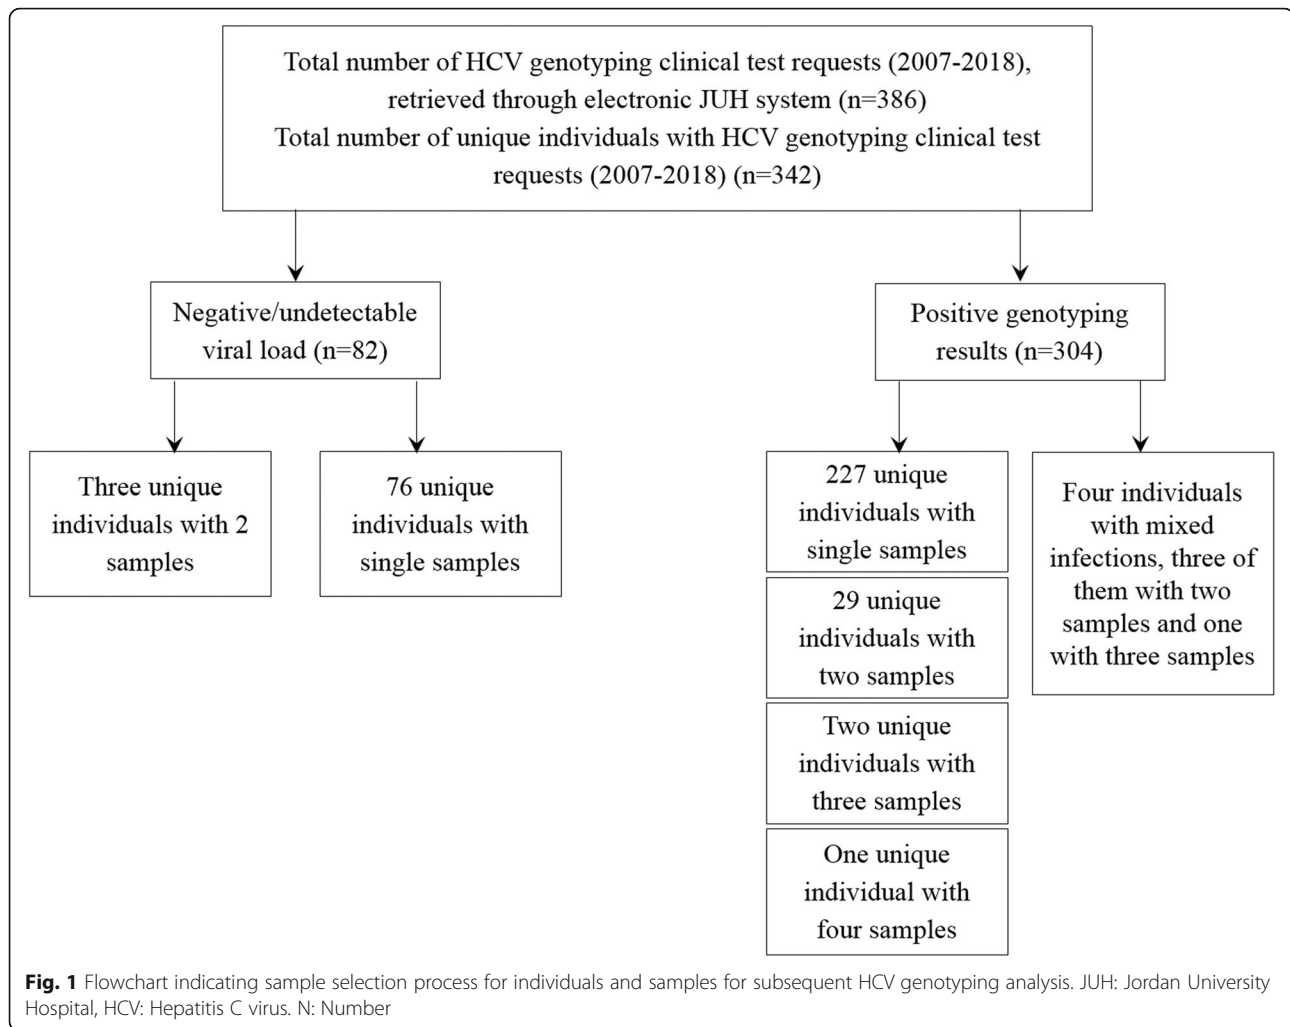 Total number of HCV genotyping clinical test requests (2007-2018),
retrieved through electronic JUH system (n=386)
Total number of unique individuals with HCV genotyping clinical test
requests (2007-2018) (n=342)
Negative/undetectable
viral load (n=82)
Positive genotyping
results (n=304)
Three unique
individuals with 2
samples
76 unique
individuals with
single samples
227 unique
individuals with
single samples
29 unique
individuals with
two samples
Two unique
individuals with
three samples
One unique
individual with
four samples
Four individuals
with mixed
infections, three of
them with two
samples and one
with three samples
Fig. 1 Flowchart indicating sample selection process for individuals and samples for subsequent HCV genotyping analysis. JUH: Jordan University
Hospital, HCV: Hepatitis C virus. N: Number